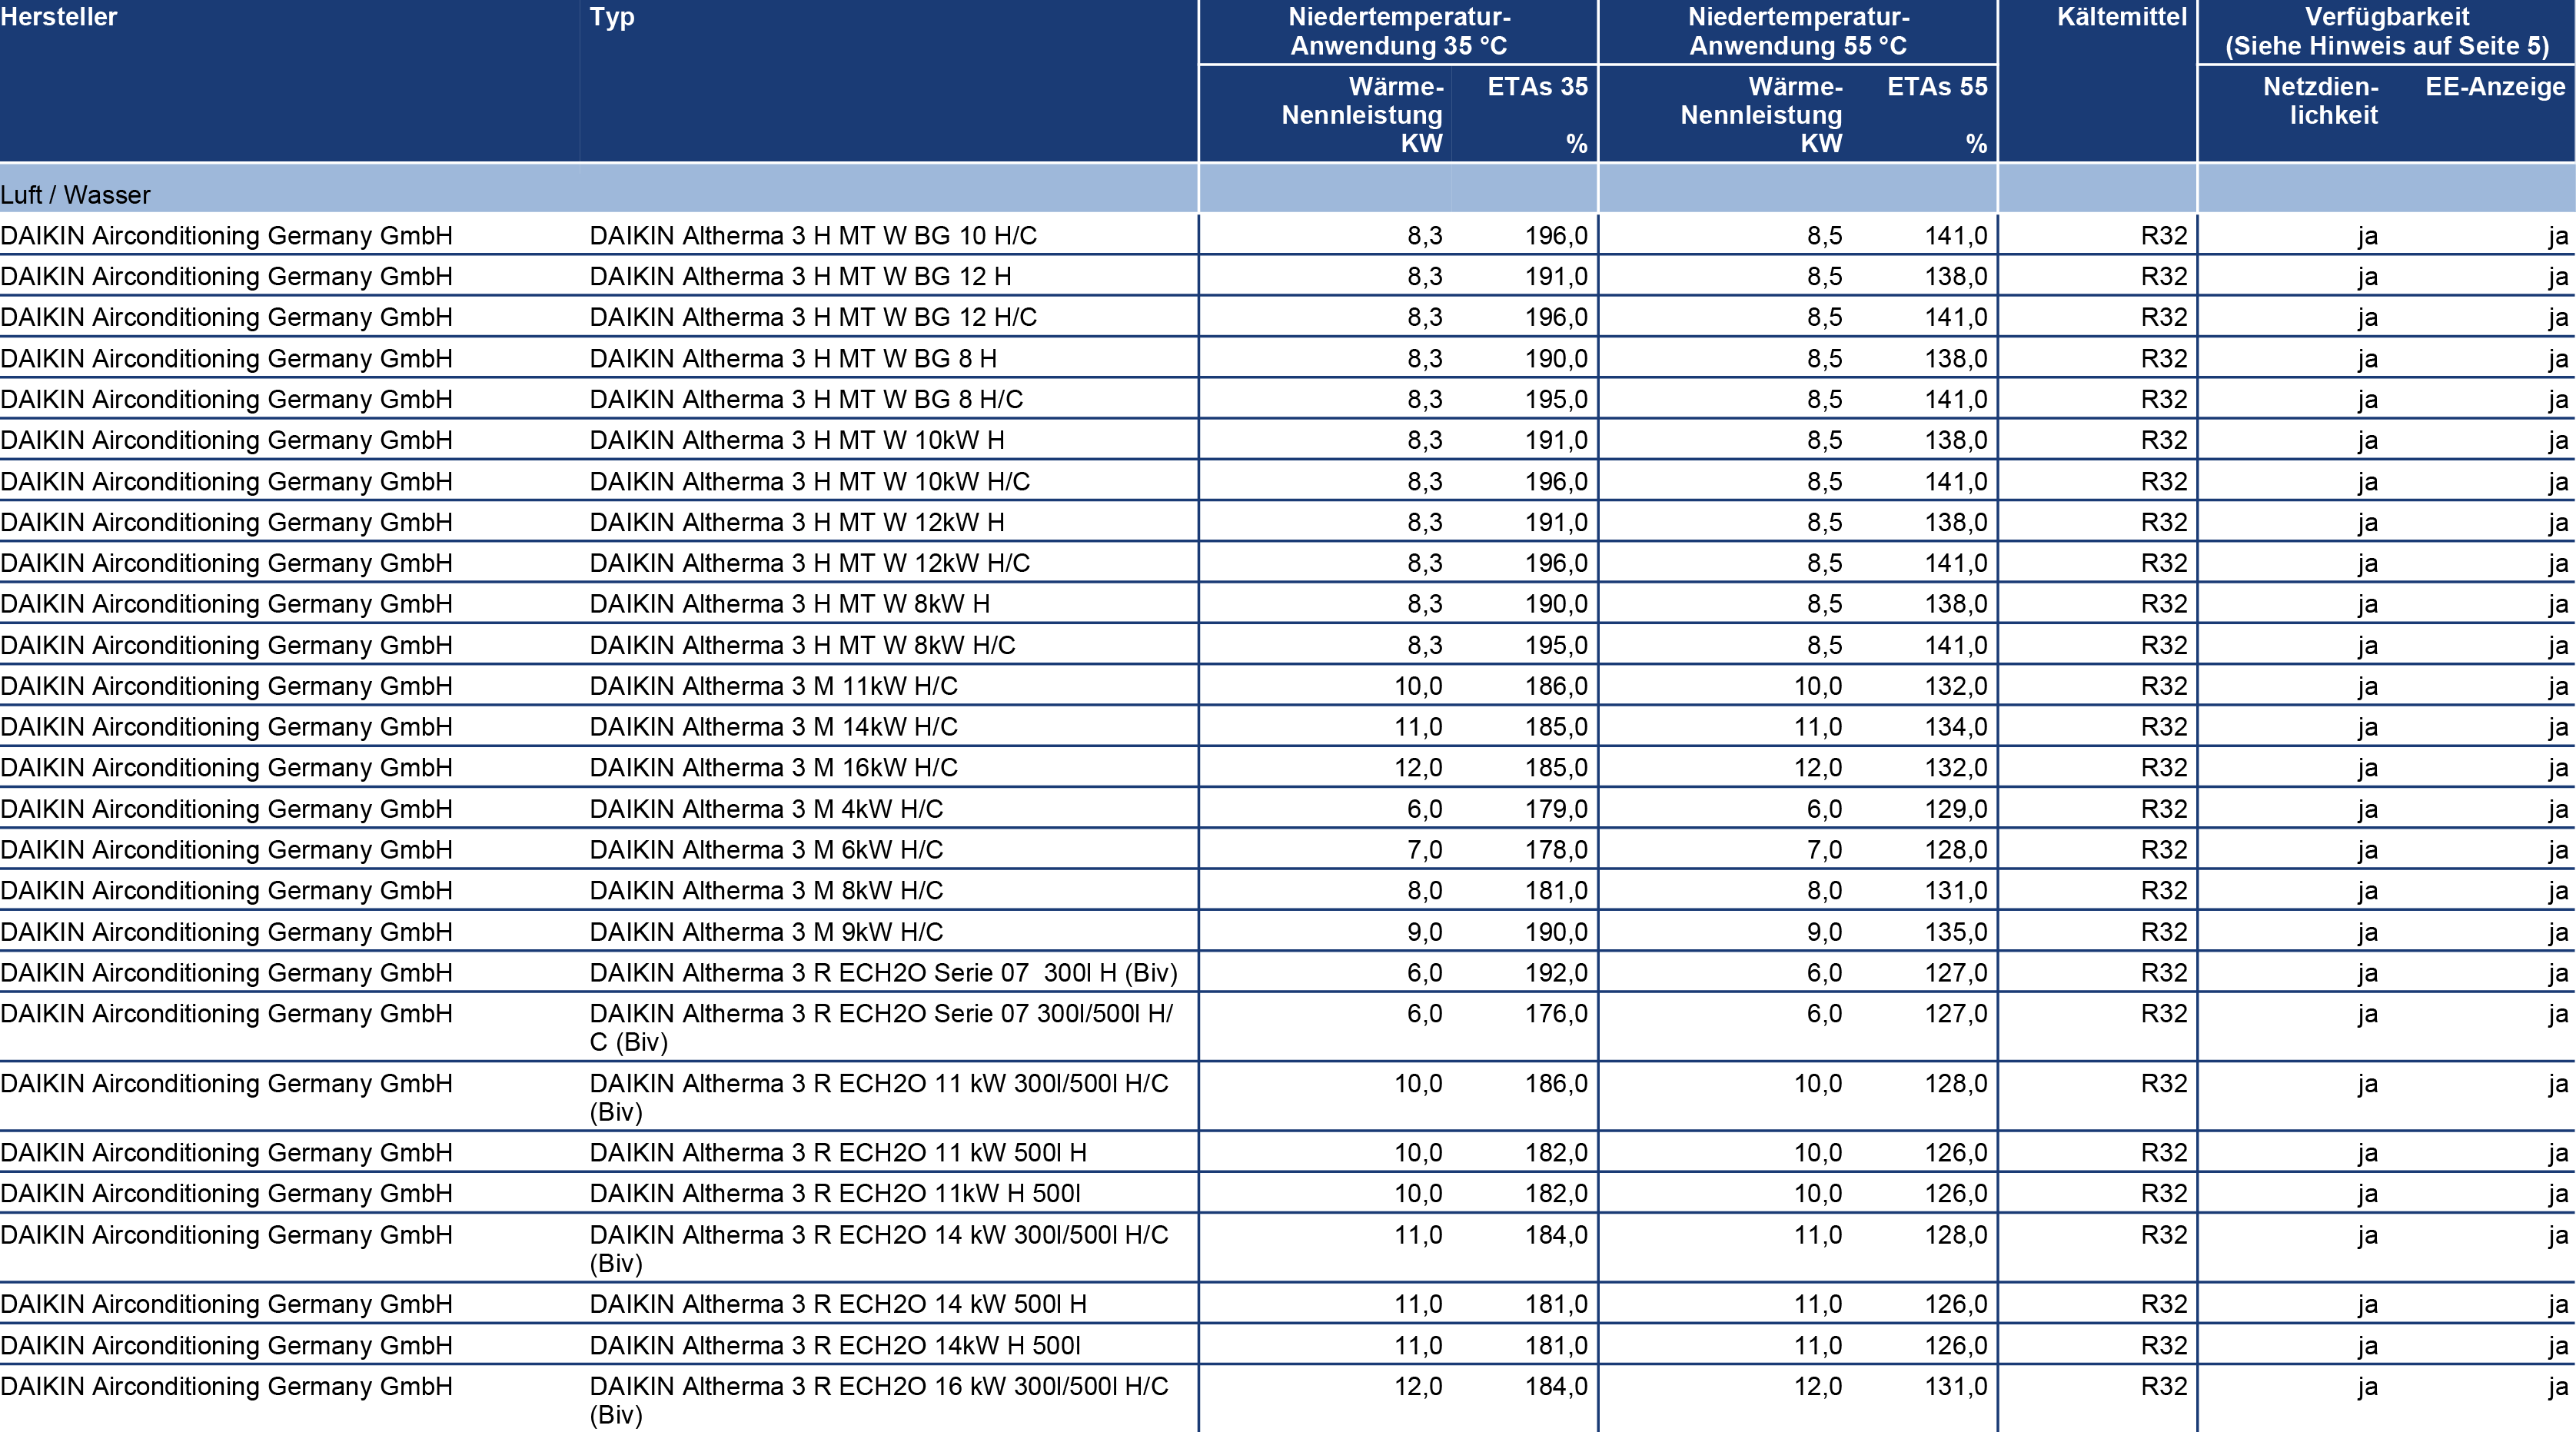 Hersteller Typ Niedertemperatur- Niedertemperatur- Kältemittel Verfügbarkeit
Anwendung 35 °C Anwendung 55 °C (Siehe Hinweis auf Seite 5)
Wärme- ETAs 35 Wärme- ETAs 55 Netzdien- EE-Anzeige
Nennleistung Nennleistung lichkeit
KW % KW %
Luft / Wasser
DAIKIN Airconditioning Germany GmbH DAIKIN Altherma 3 H MT W BG 10 H/C 8,3 196,0 8,5 141,0 R32 ja ja
DAIKIN Airconditioning Germany GmbH DAIKIN Altherma 3 H MT W BG 12 H 8,3 191,0 8,5 138,0 R32 ja ja
DAIKIN Airconditioning Germany GmbH DAIKIN Altherma 3 H MT W BG 12 H/C 8,3 196,0 8,5 141,0 R32 ja ja
DAIKIN Airconditioning Germany GmbH DAIKIN Altherma 3 H MT W BG 8 H 8,3 190,0 8,5 138,0 R32 ja ja
DAIKIN Airconditioning Germany GmbH DAIKIN Altherma 3 H MT W BG 8 H/C 8,3 195,0 8,5 141,0 R32 ja ja
DAIKIN Airconditioning Germany GmbH DAIKIN Altherma 3 H MT W 10kW H 8,3 191,0 8,5 138,0 R32 ja ja
DAIKIN Airconditioning Germany GmbH DAIKIN Altherma 3 H MT W 10kW H/C 8,3 196,0 8,5 141,0 R32 ja ja
DAIKIN Airconditioning Germany GmbH DAIKIN Altherma 3 H MT W 12kW H 8,3 191,0 8,5 138,0 R32 ja ja
DAIKIN Airconditioning Germany GmbH DAIKIN Altherma 3 H MT W 12kW H/C 8,3 196,0 8,5 141,0 R32 ja ja
DAIKIN Airconditioning Germany GmbH DAIKIN Altherma 3 H MT W 8kW H 8,3 190,0 8,5 138,0 R32 ja ja
DAIKIN Airconditioning Germany GmbH DAIKIN Altherma 3 H MT W 8kW H/C 8,3 195,0 8,5 141,0 R32 ja ja
DAIKIN Airconditioning Germany GmbH DAIKIN Altherma 3 M 11kW H/C 10,0 186,0 10,0 132,0 R32 ja ja
DAIKIN Airconditioning Germany GmbH DAIKIN Altherma 3 M 14kW H/C 11,0 185,0 11,0 134,0 R32 ja ja
DAIKIN Airconditioning Germany GmbH DAIKIN Altherma 3 M 16kW H/C 12,0 185,0 12,0 132,0 R32 ja ja
DAIKIN Airconditioning Germany GmbH DAIKIN Altherma 3 M 4kW H/C 6,0 179,0 6,0 129,0 R32 ja ja
DAIKIN Airconditioning Germany GmbH DAIKIN Altherma 3 M 6kW H/C 7,0 178,0 7,0 128,0 R32 ja ja
DAIKIN Airconditioning Germany GmbH DAIKIN Altherma 3 M 8kW H/C 8,0 181,0 8,0 131,0 R32 ja ja
DAIKIN Airconditioning Germany GmbH DAIKIN Altherma 3 M 9kW H/C 9,0 190,0 9,0 135,0 R32 ja ja
DAIKIN Airconditioning Germany GmbH DAIKIN Altherma 3 R ECH2O Serie 07 300l H (Biv) 6,0 192,0 6,0 127,0 R32 ja ja
DAIKIN Airconditioning Germany GmbH DAIKIN Altherma 3 R ECH2O Serie 07 300l/500l H/ 6,0 176,0 6,0 127,0 R32 ja ja
C (Biv)
DAIKIN Airconditioning Germany GmbH DAIKIN Altherma 3 R ECH2O 11 kW 300l/500l H/C 10,0 186,0 10,0 128,0 R32 ja ja
(Biv)
DAIKIN Airconditioning Germany GmbH DAIKIN Altherma 3 R ECH2O 11 kW 500l H 10,0 182,0 10,0 126,0 R32 ja ja
DAIKIN Airconditioning Germany GmbH DAIKIN Altherma 3 R ECH2O 11kW H 500l 10,0 182,0 10,0 126,0 R32 ja ja
DAIKIN Airconditioning Germany GmbH DAIKIN Altherma 3 R ECH2O 14 kW 300l/500l H/C 11,0 184,0 11,0 128,0 R32 ja ja
(Biv)
DAIKIN Airconditioning Germany GmbH DAIKIN Altherma 3 R ECH2O 14 kW 500l H 11,0 181,0 11,0 126,0 R32 ja ja
DAIKIN Airconditioning Germany GmbH DAIKIN Altherma 3 R ECH2O 14kW H 500l 11,0 181,0 11,0 126,0 R32 ja ja
DAIKIN Airconditioning Germany GmbH DAIKIN Altherma 3 R ECH2O 16 kW 300l/500l H/C 12,0 184,0 12,0 131,0 R32 ja ja
(Biv)